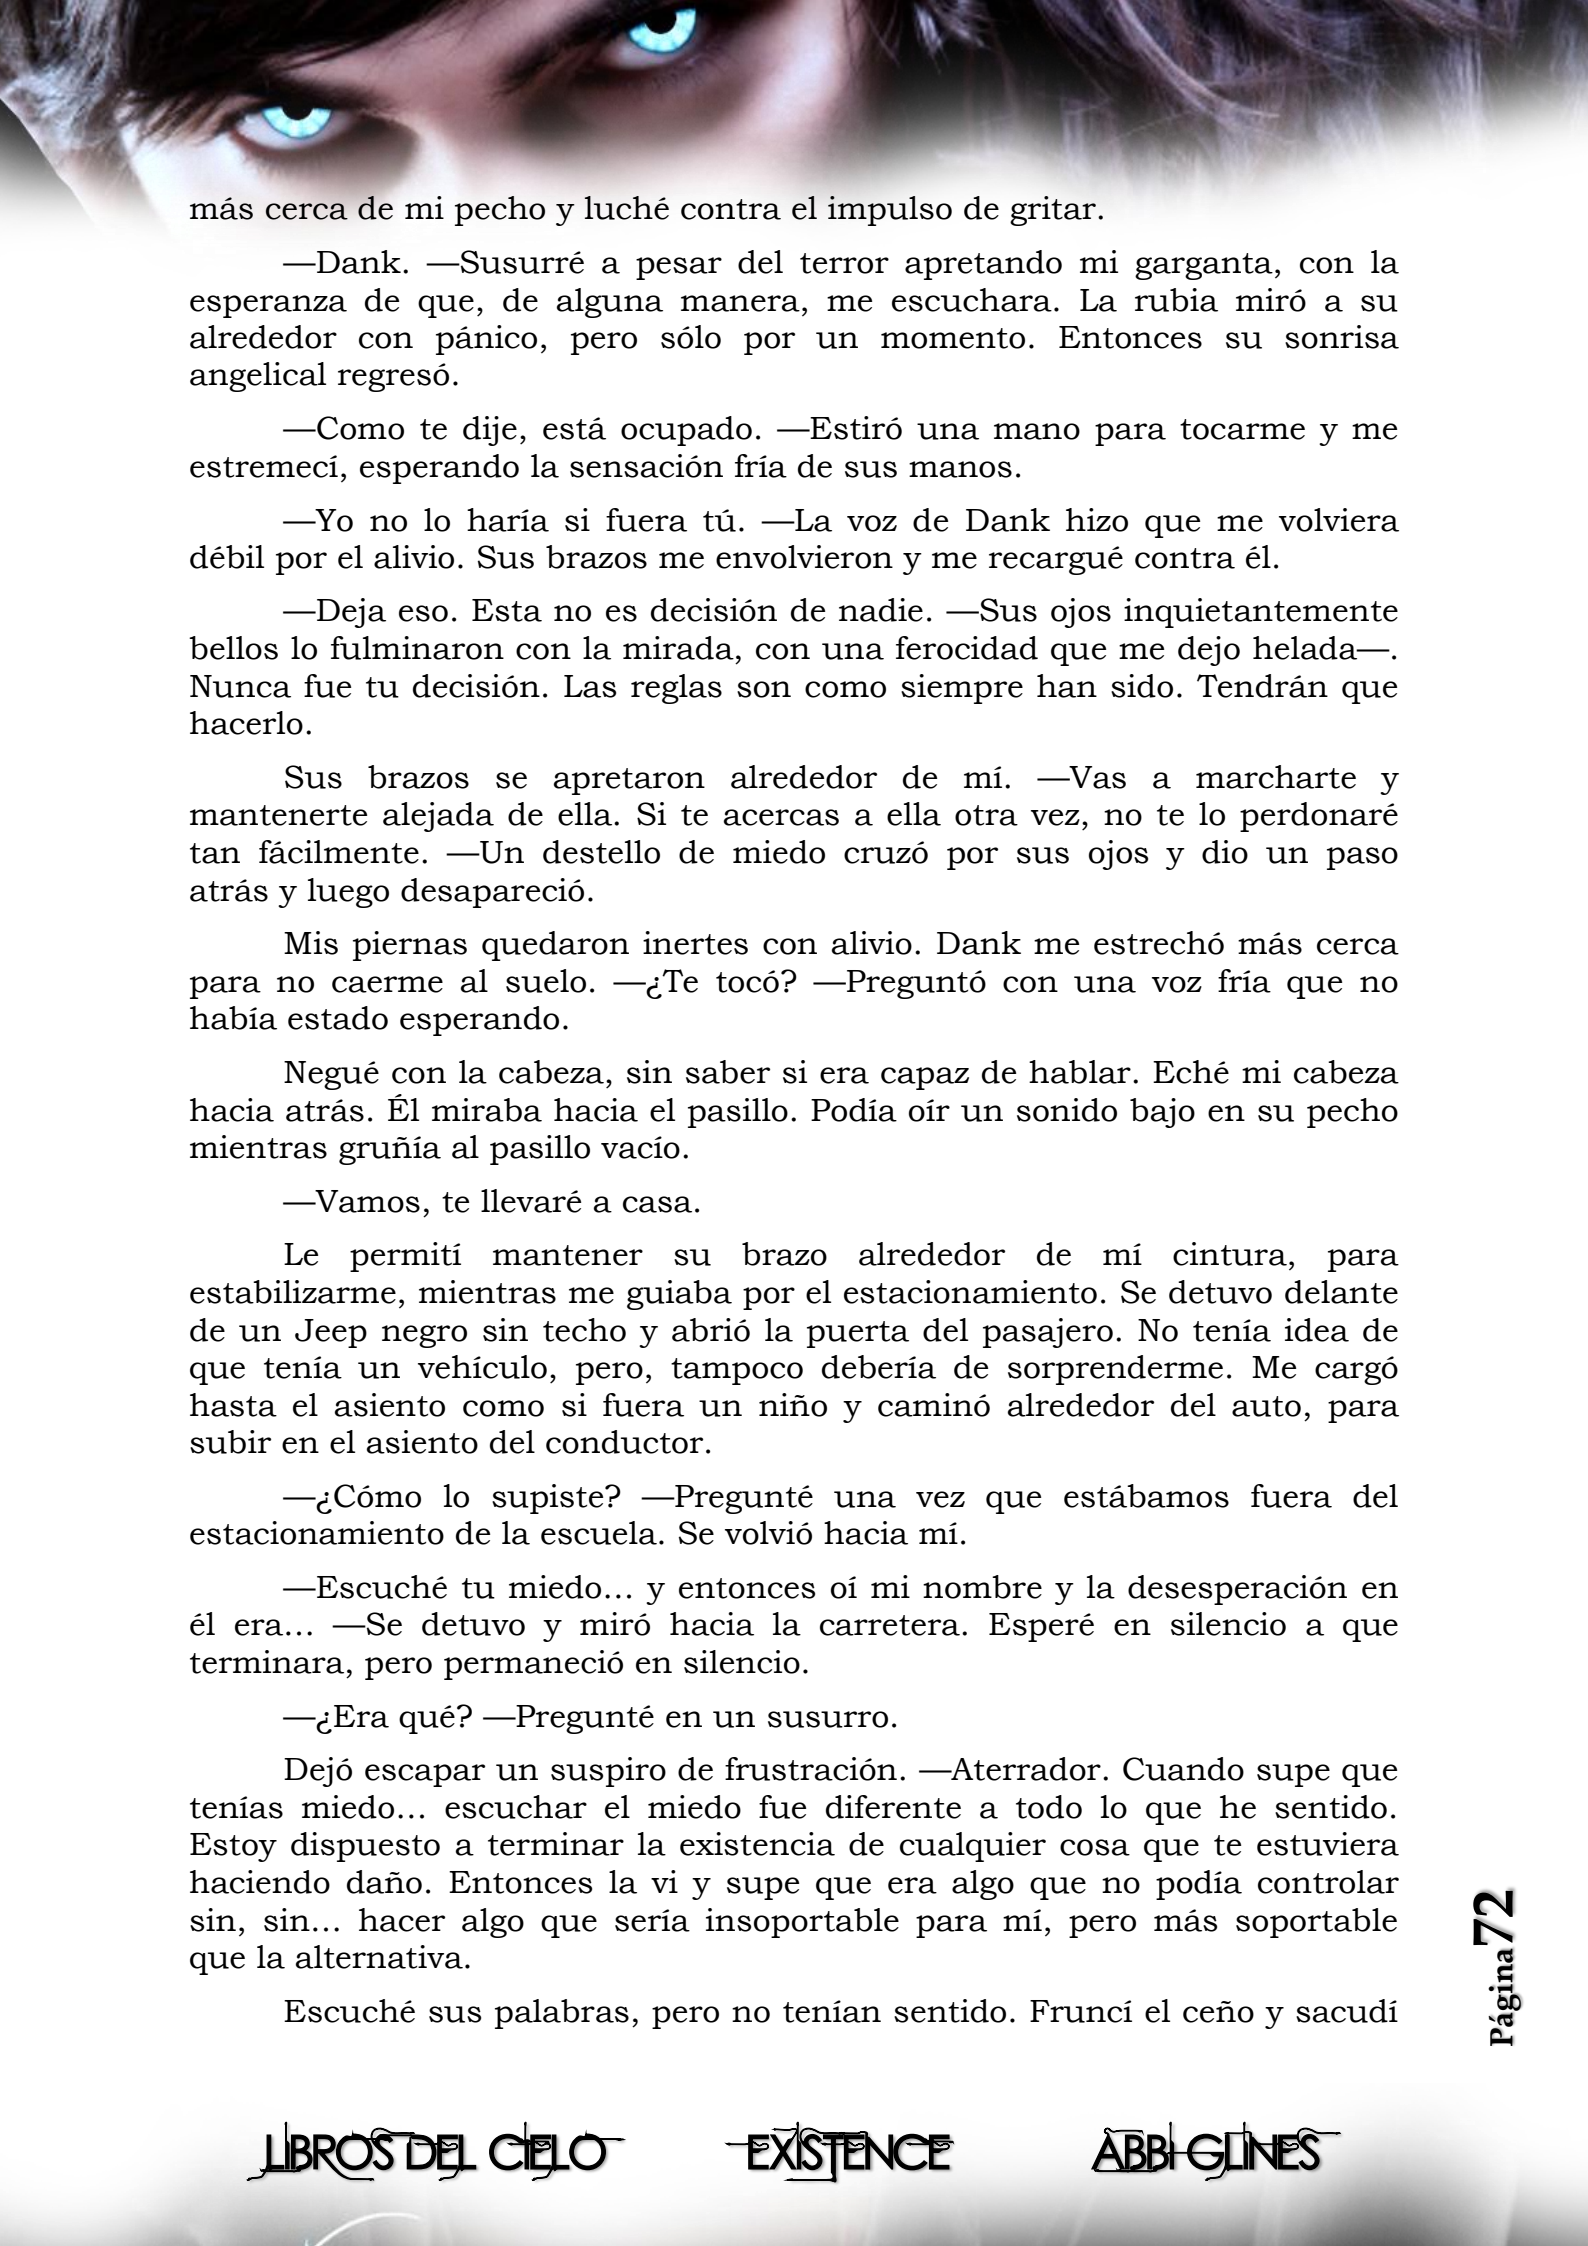 más cerca de mi pecho y luché contra el impulso de gritar.
—Dank. —Susurré a pesar del terror apretando mi garganta, con la
esperanza de que, de alguna manera, me escuchara. La rubia miró a su
alrededor con pánico, pero sólo por un momento. Entonces su sonrisa
angelical regresó.
—Como te dije, está ocupado. —Estiró una mano para tocarme y me
estremecí, esperando la sensación fría de sus manos.
—Yo no lo haría si fuera tú. —La voz de Dank hizo que me volviera
débil por el alivio. Sus brazos me envolvieron y me recargué contra él.
—Deja eso. Esta no es decisión de nadie. —Sus ojos inquietantemente
bellos lo fulminaron con la mirada, con una ferocidad que me dejo helada—.
Nunca fue tu decisión. Las reglas son como siempre han sido. Tendrán que
hacerlo.
Sus brazos se apretaron alrededor de mí. —Vas a marcharte y
mantenerte alejada de ella. Si te acercas a ella otra vez, no te lo perdonaré
tan fácilmente. —Un destello de miedo cruzó por sus ojos y dio un paso
atrás y luego desapareció.
Mis piernas quedaron inertes con alivio. Dank me estrechó más cerca
para no caerme al suelo. —¿Te tocó? —Preguntó con una voz fría que no
había estado esperando.
Negué con la cabeza, sin saber si era capaz de hablar. Eché mi cabeza
hacia atrás. Él miraba hacia el pasillo. Podía oír un sonido bajo en su pecho
mientras gruñía al pasillo vacío.
—Vamos, te llevaré a casa.
Le permití mantener su brazo alrededor de mí cintura, para
estabilizarme, mientras me guiaba por el estacionamiento. Se detuvo delante
de un Jeep negro sin techo y abrió la puerta del pasajero. No tenía idea de
que tenía un vehículo, pero, tampoco debería de sorprenderme. Me cargó
hasta el asiento como si fuera un niño y caminó alrededor del auto, para
subir en el asiento del conductor.
—¿Cómo lo supiste? —Pregunté una vez que estábamos fuera del
estacionamiento de la escuela. Se volvió hacia mí.
—Escuché tu miedo… y entonces oí mi nombre y la desesperación en
él era… —Se detuvo y miró hacia la carretera. Esperé en silencio a que
terminara, pero permaneció en silencio.
—¿Era qué? —Pregunté en un susurro.
Dejó escapar un suspiro de frustración. —Aterrador. Cuando supe que
tenías miedo… escuchar el miedo fue diferente a todo lo que he sentido.
Estoy dispuesto a terminar la existencia de cualquier cosa que te estuviera
haciendo daño. Entonces la vi y supe que era algo que no podía controlar
sin, sin… hacer algo que sería insoportable para mí, pero más soportable
que la alternativa.
Escuché sus palabras, pero no tenían sentido. Fruncí el ceño y sacudí
Página72
LIBROS DEL CIELO EXISTENCE ABBI GLINES